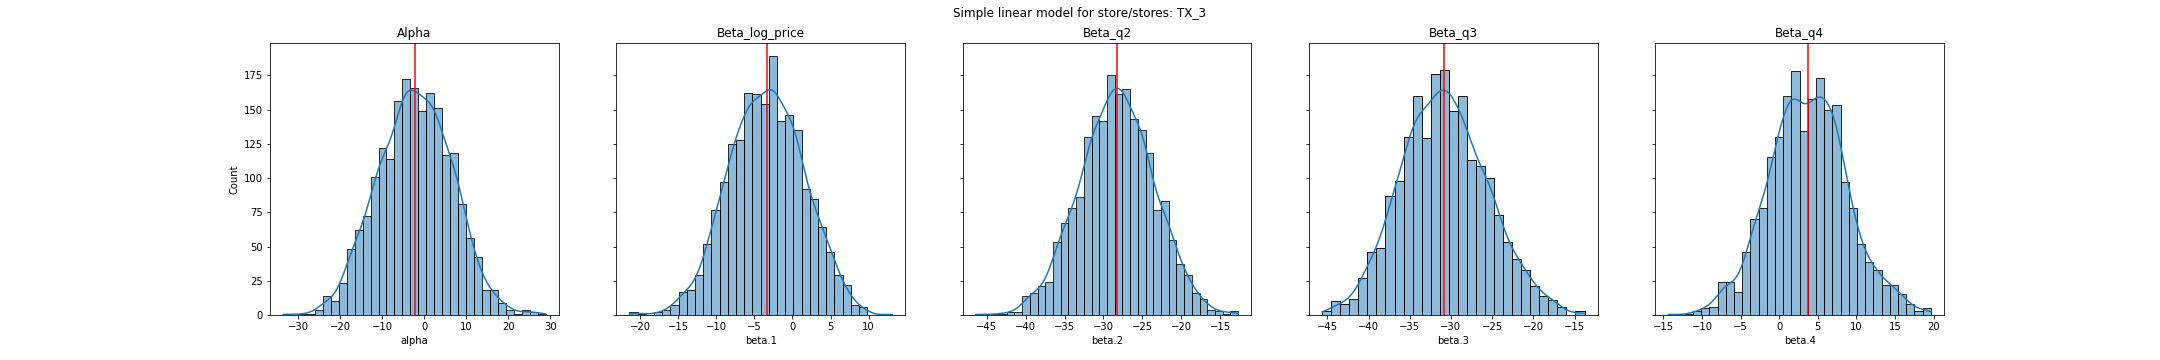 Simple linear model for store/stores: TX_3
Alpha
Beta_log_price
Beta_q2
Beta_q3
Beta_q4
Count
175
150
125
100
75
50
25
0
−30 −20 −10 0 10 20 30
−20 −15 −10 −5 0 5 10
−45 −40 −35 −30 −25 −20 −15
−45 −40 −35 −30 −25 −20 −15
−15 −10 −5 0 5 10 15 20
alpha
beta.1
beta.2
beta.3
beta.4